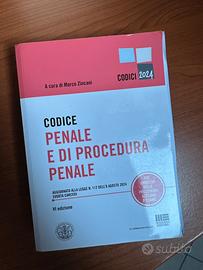 A cura di Marco Zincani
CODICI 2024
CODICE
PENALE
E DI PROCEDURA
PENALE
AGGIORNATO ALLA LEGGE N. 112 DELL'8 AGOSTO 2024
VI edizione
subito